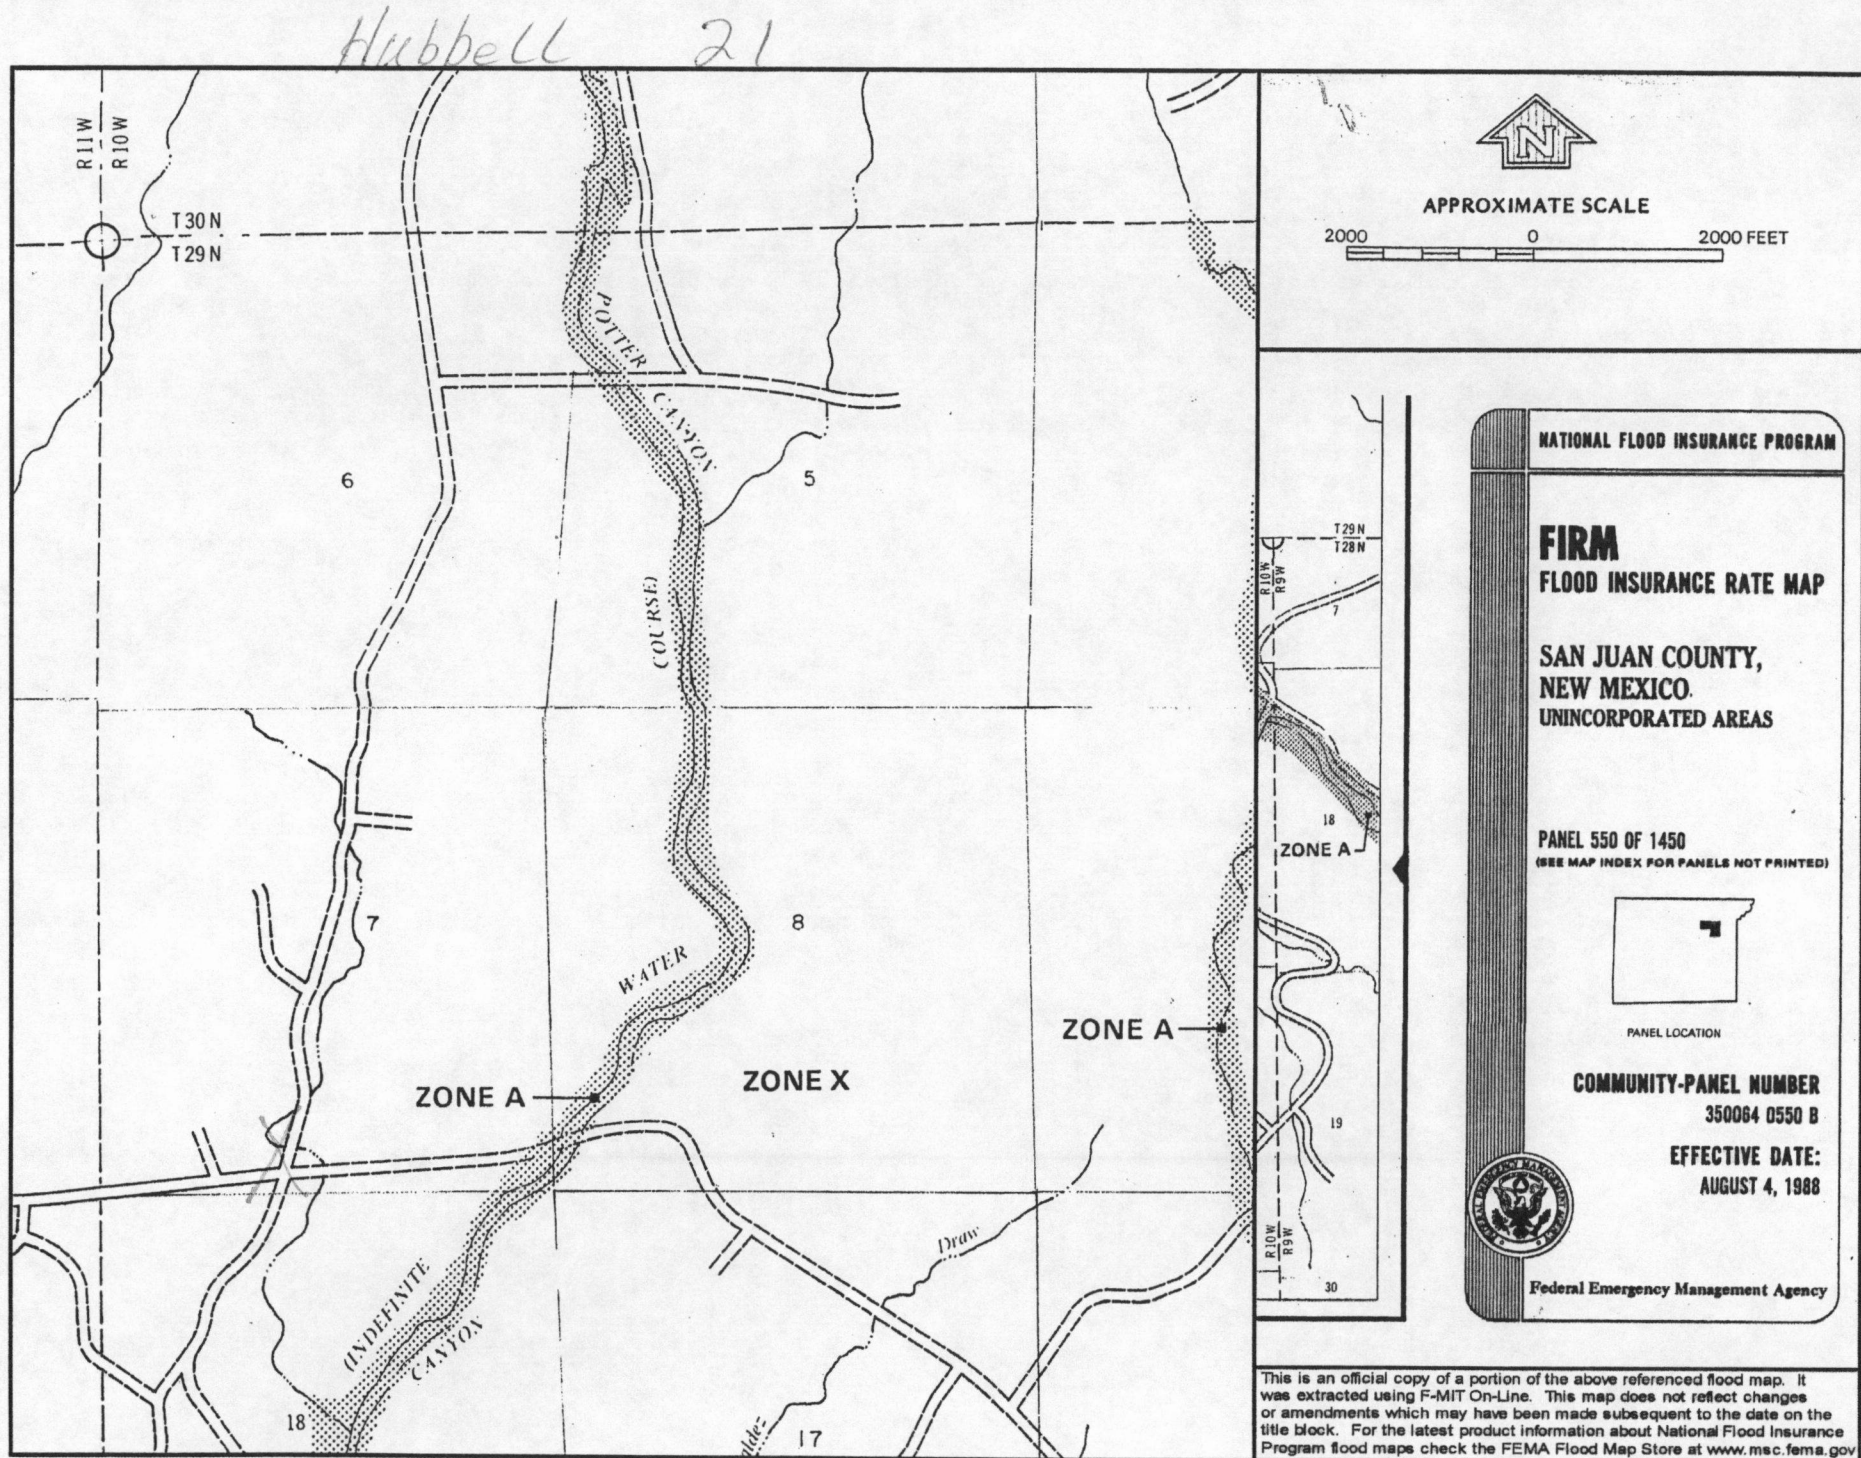 Hubbell 21
R11W
R10W
T30N
T29N
POTTER
CANYON
6
5
COURSE)
7
8
WATER
ZONE A
ZONE X
ZONE A
(INDEFINITE
CANYON
Draw
18
17
N
APPROXIMATE SCALE
2000 0 2000 FEET
T29N
T28N
R10W
R9W
7
18
ZONE A
19
R10W
R9W
30
NATIONAL FLOOD INSURANCE PROGRAM
FIRM
FLOOD INSURANCE RATE MAP
SAN JUAN COUNTY,
NEW MEXICO
UNINCORPORATED AREAS
PANEL 550 OF 1450
(SEE MAP INDEX FOR PANELS NOT PRINTED)
PANEL LOCATION
COMMUNITY-PANEL NUMBER
350064 0550 B
EFFECTIVE DATE:
AUGUST 4, 1988
FEDERAL EMERGENCY MANAGEMENT AGENCY
Federal Emergency Management Agency
This is an official copy of a portion of the above referenced flood map. It
was extracted using F-MIT On-Line. This map does not reflect changes
or amendments which may have been made subsequent to the date on the
title block. For the latest product information about National Flood Insurance
Program flood maps check the FEMA Flood Map Store at www.msc.fema.gov